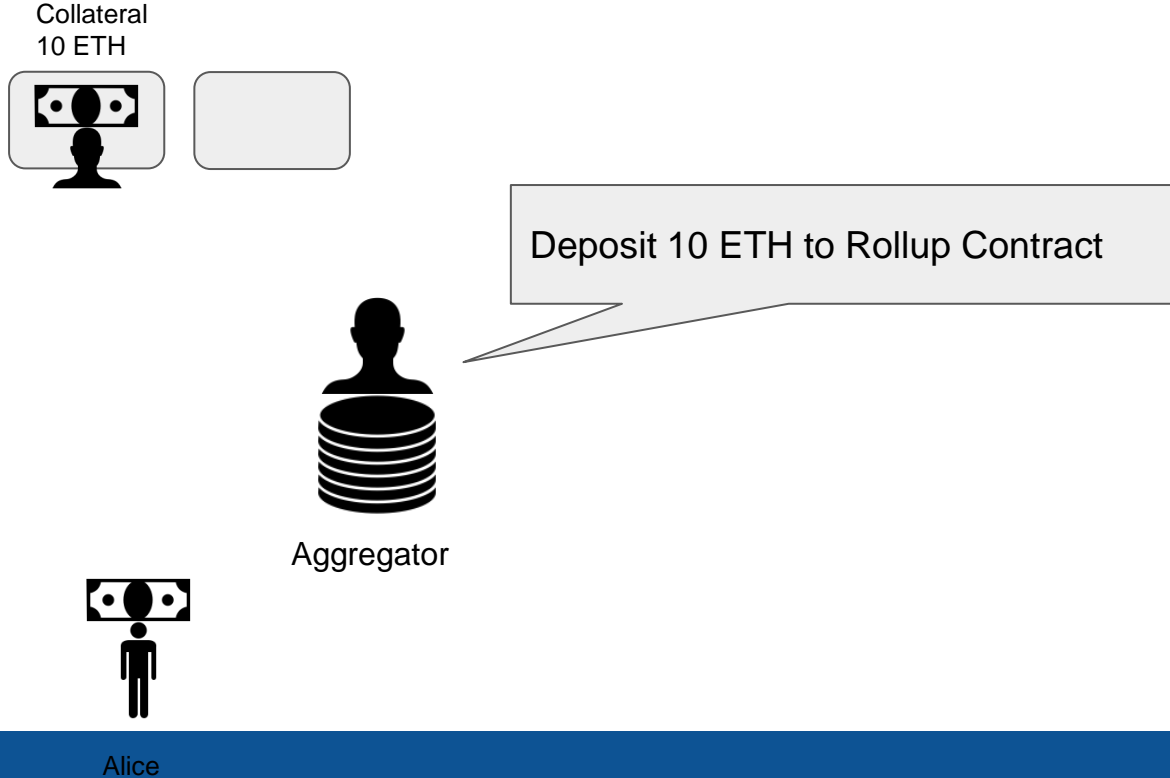 Collateral
10 ETH
Deposit 10 ETH to Rollup Contract
Aggregator
Alice